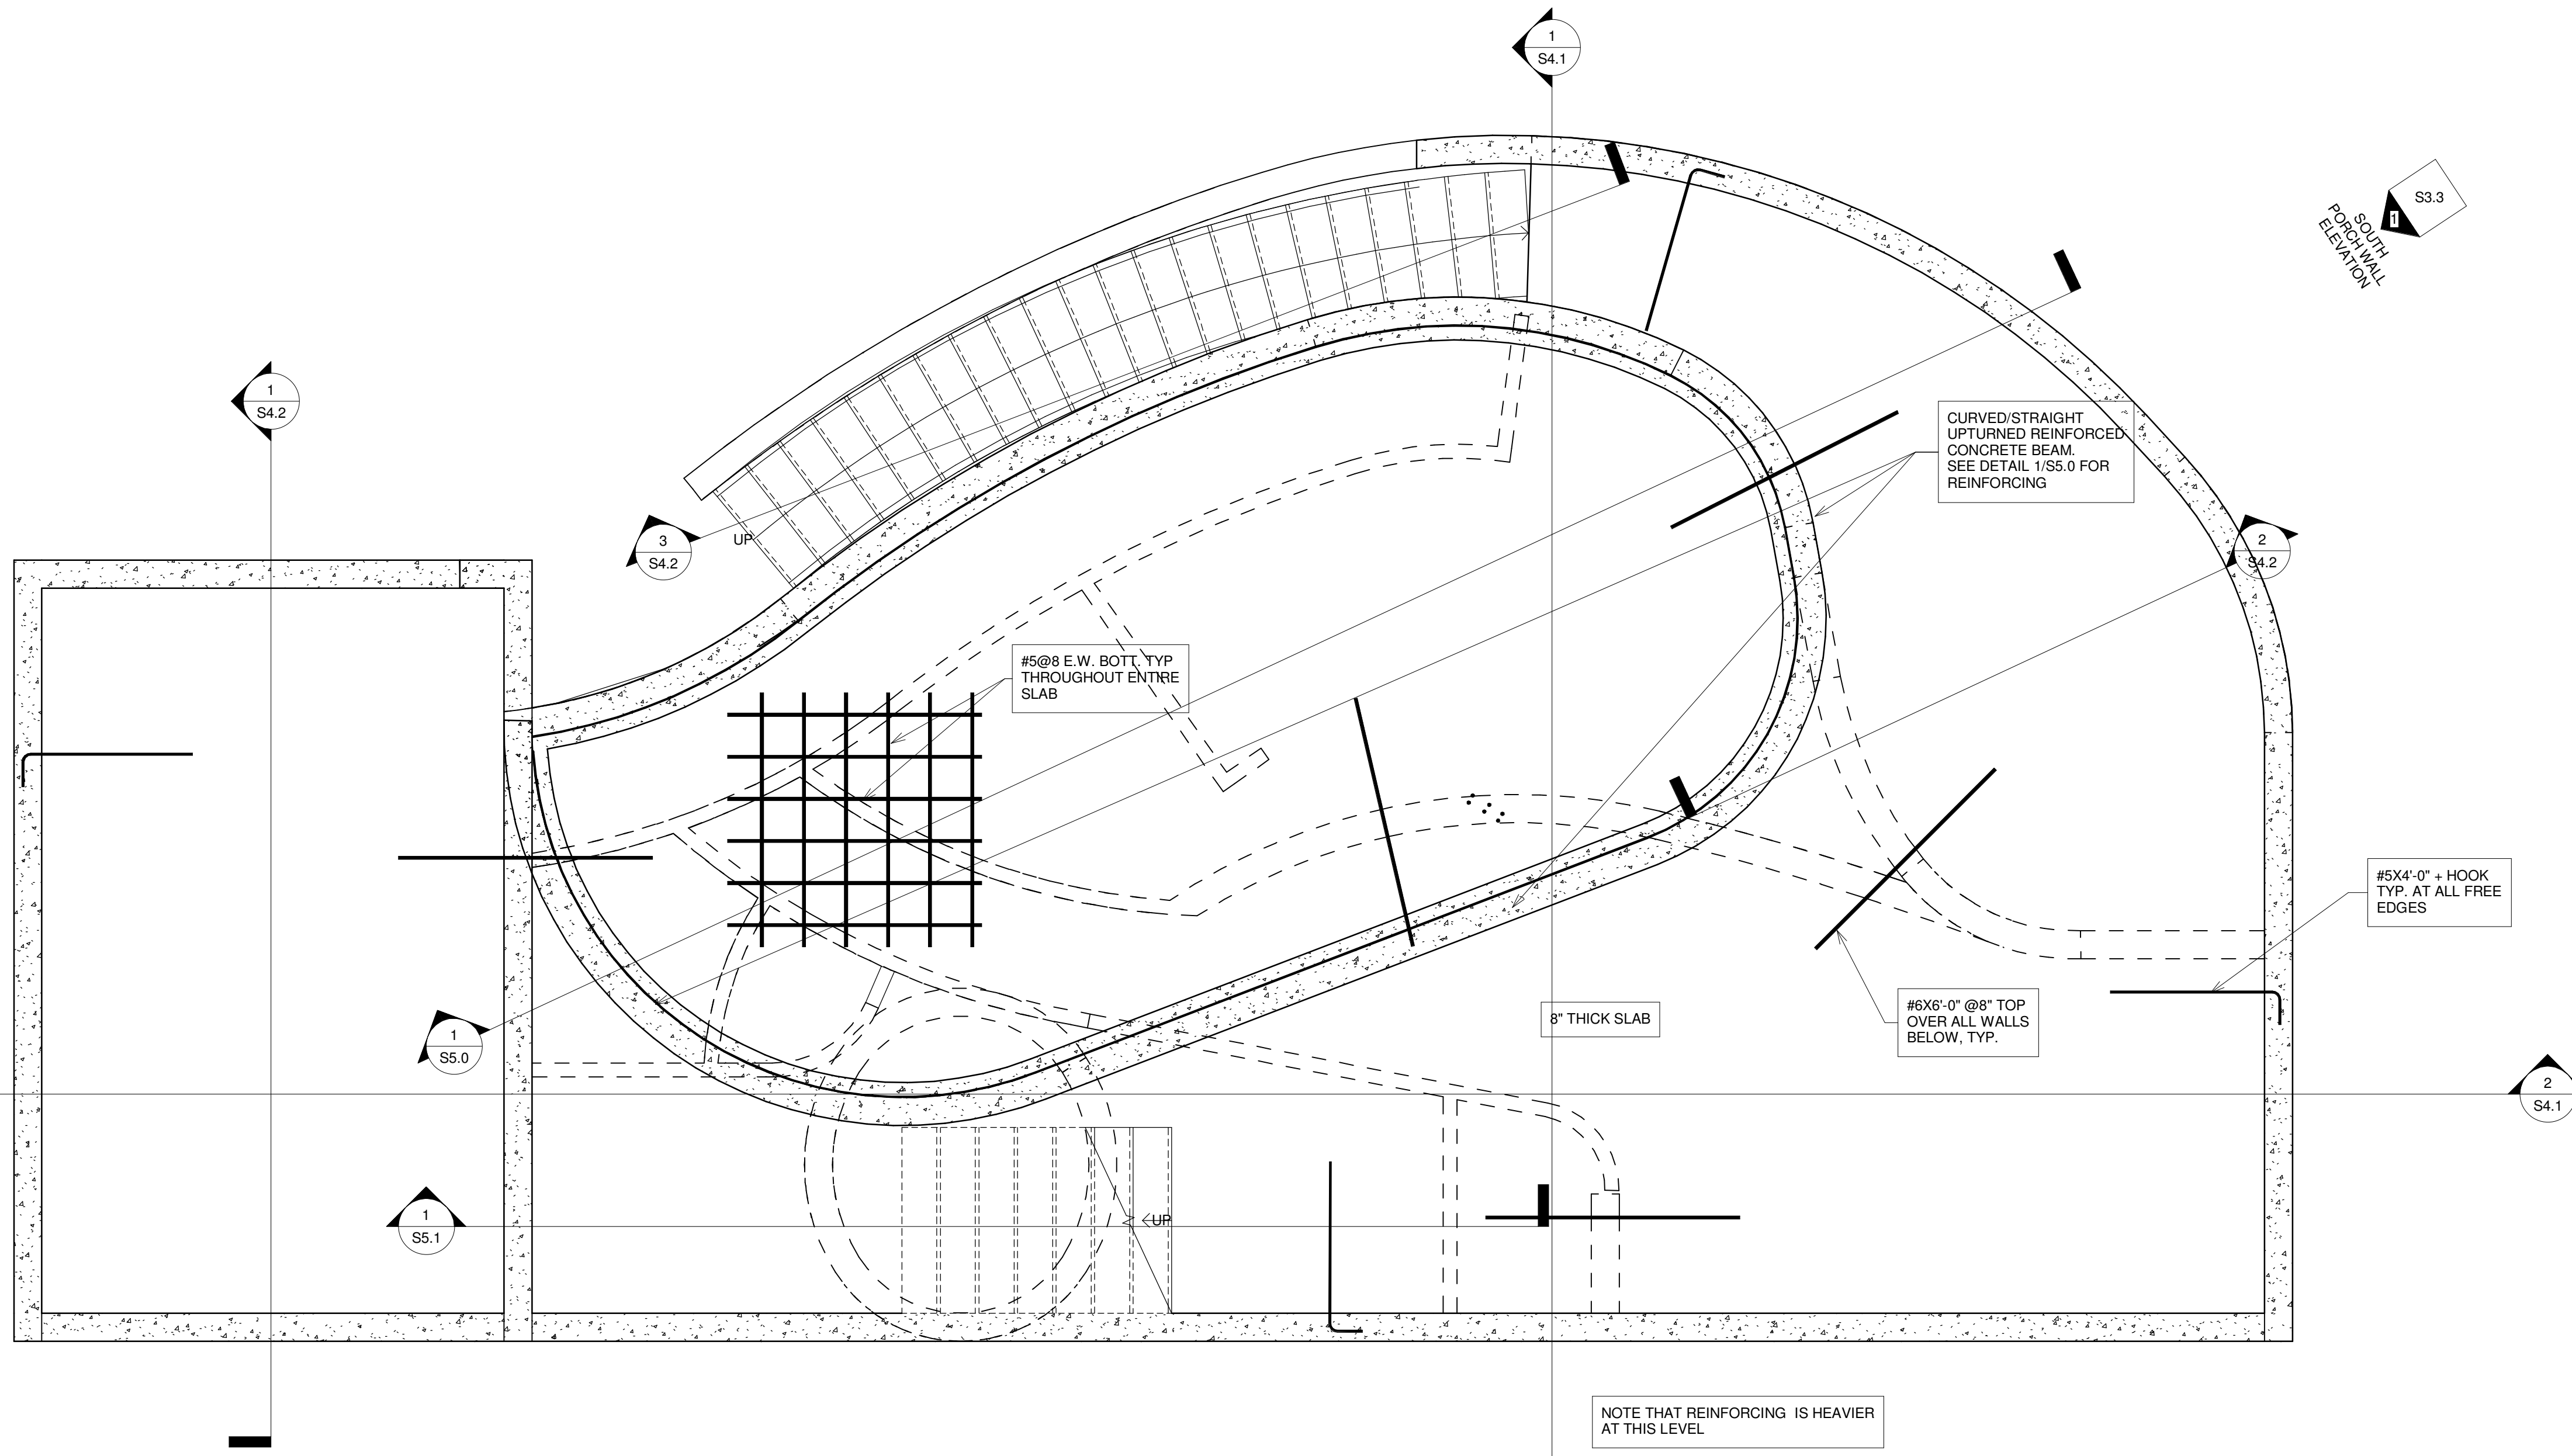 1
S4.1
S3.3
1
SOUTH
PORCH WALL
ELEVATION
1
S4.2
CURVED/STRAIGHT
UPTURNED REINFORCED
CONCRETE BEAM.
SEE DETAIL 1/S5.0 FOR
REINFORCING
3
S4.2
UP
2
S4.2
#5@8 E.W. BOTT. TYP
THROUGHOUT ENTIRE
SLAB
#5X4'-0" + HOOK
TYP. AT ALL FREE
EDGES
1
S5.0
8" THICK SLAB
#6X6'-0" @8" TOP
OVER ALL WALLS
BELOW, TYP.
2
S4.1
1
S5.1
UP
NOTE THAT REINFORCING  IS HEAVIER
AT THIS LEVEL